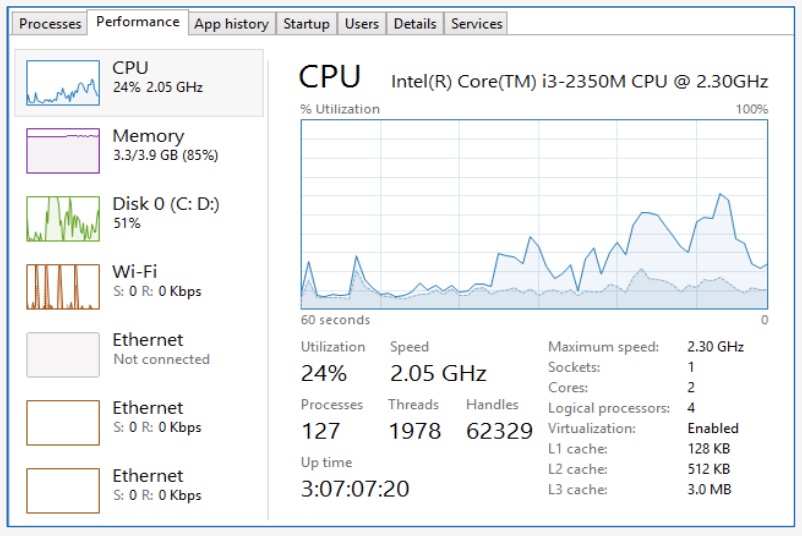 Processes Performance App history Startup Users Details Services
CPU
24% 2.05 GHz
Memory
3.3/3.9 GB (85%)
Disk 0 (C: D:)
51%
Wi-Fi
S: 0 R: 0 Kbps
Ethernet
Not connected
Ethernet
S: 0 R: 0 Kbps
Ethernet
S: 0 R: 0 Kbps
CPU Intel(R) Core(TM) i3-2350M CPU @ 2.30GHz
% Utilization 100%
60 seconds 0
Utilization Speed
24% 2.05 GHz
Processes Threads Handles
127 1978 62329
Up time
3:07:07:20
Maximum speed: 2.30 GHz
Sockets: 1
Cores: 2
Logical processors: 4
Virtualization: Enabled
L1 cache: 128 KB
L2 cache: 512 KB
L3 cache: 3.0 MB